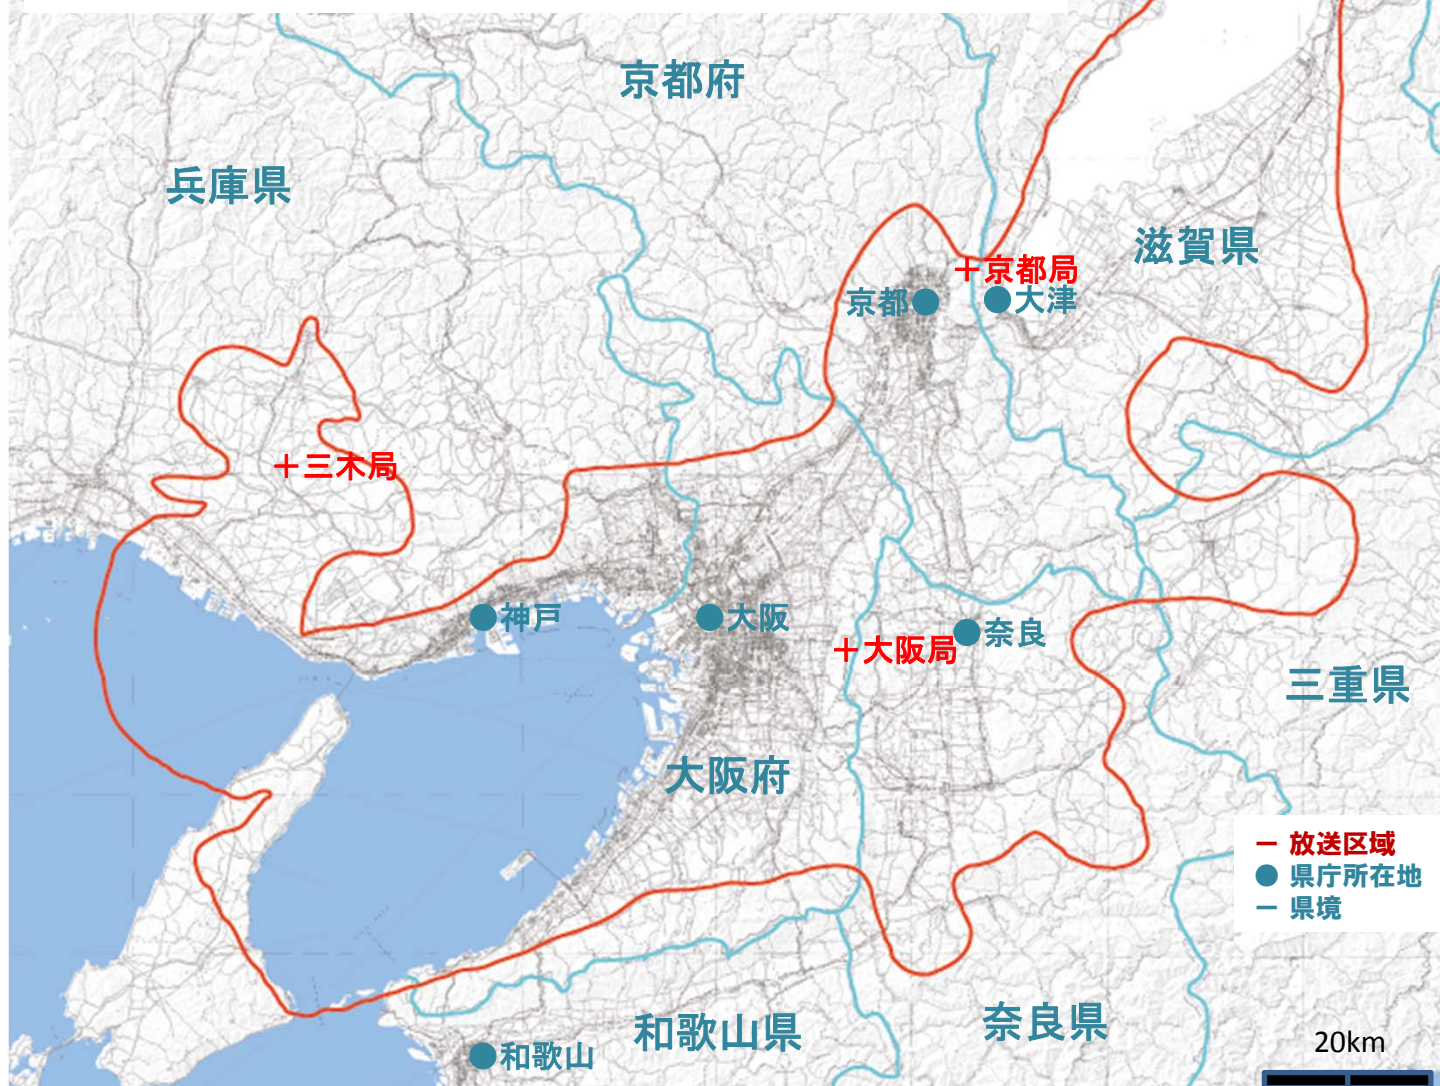 京都府
兵庫県
滋賀県
＋京都局
京都
大津
＋三木局
神戸
大阪
奈良
＋大阪局
三重県
大阪府
放送区域
県庁所在地
県境
奈良県
和歌山県
20km
和歌山